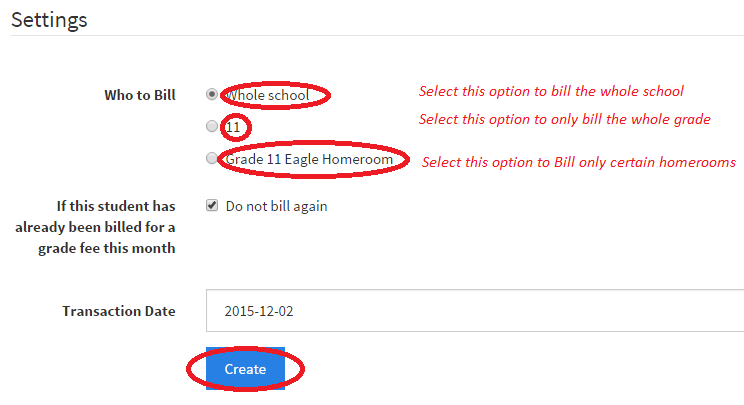 Settings
Who to Bill
Whole school
Select this option to bill the whole school
11
Select this option to only bill the whole grade
Grade 11 Eagle Homeroom
Select this option to Bill only certain homerooms
If this student has
already been billed for a
grade fee this month
Do not bill again
Transaction Date
2015-12-02
Create